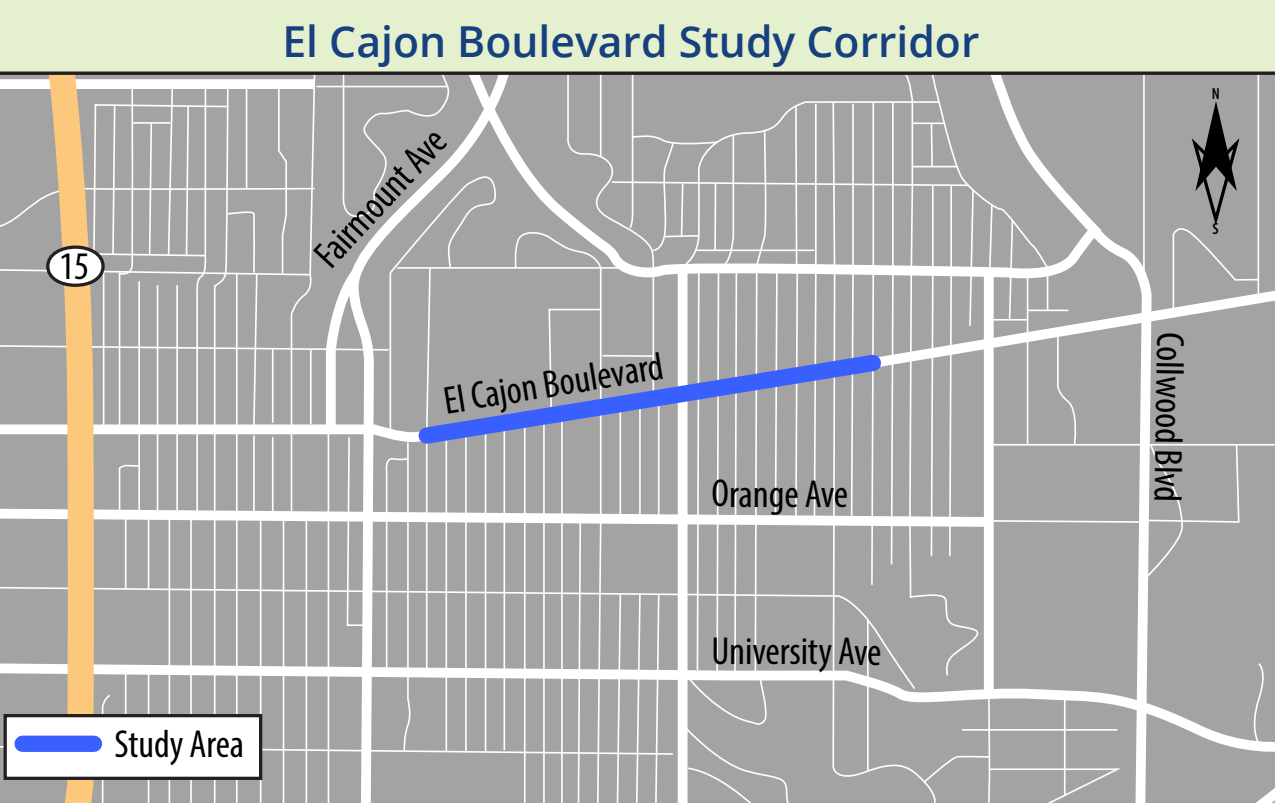 El Cajon Boulevard Study Corridor
N
S
Fairmount Ave
15
El Cajon Boulevard
Collwood Blvd
Orange Ave
University Ave
Study Area